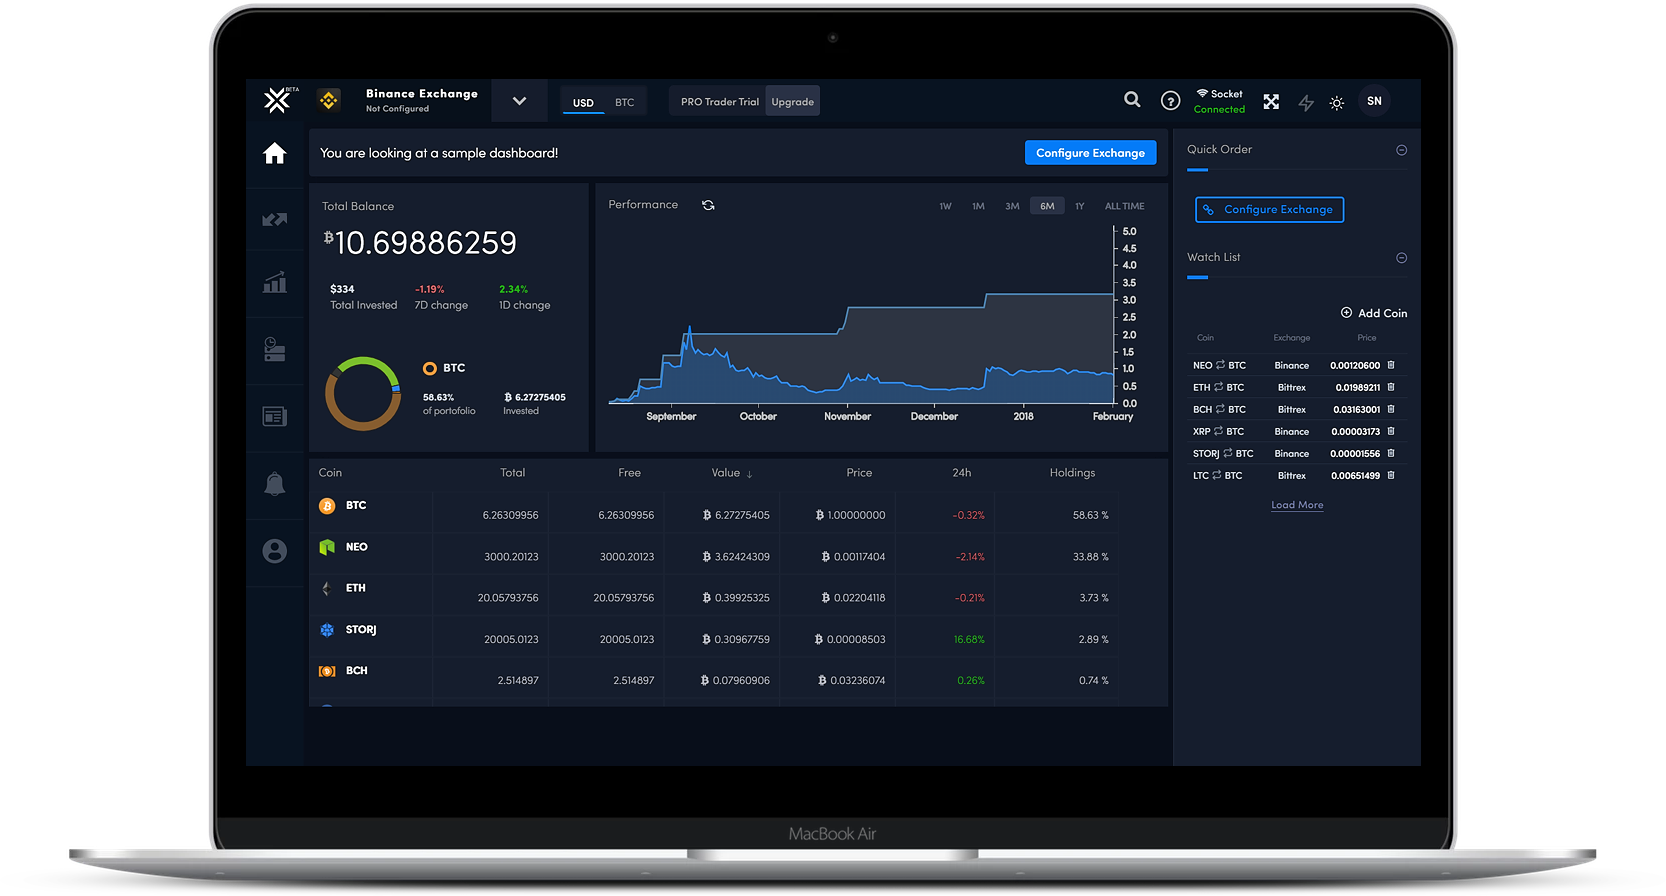 BETA
Binance Exchange
Not Configured
USD BTC
PRO Trader Trial Upgrade
Socket
Connected
SN
You are looking at a sample dashboard!
Configure Exchange
Total Balance
₿10.69886259
$334 -1.19% 2.34%
Total Invested 7D change 1D change
BTC
58.63% ₿ 6.27275405
of portofolio Invested
Performance
1W 1M 3M 6M 1Y ALL TIME
5.0
4.5
4.0
3.5
3.0
2.5
2.0
1.5
1.0
0.5
0.0
September October November December 2018 February
Coin Total Free Value ↓ Price 24h Holdings
BTC 6.26309956 6.26309956 ₿ 6.27275405 ₿ 1.00000000 -0.32% 58.63 %
NEO 3000.20123 3000.20123 ₿ 3.62424309 ₿ 0.00117404 -2.14% 33.88 %
ETH 20.05793756 20.05793756 ₿ 0.39925325 ₿ 0.02204118 -0.21% 3.73 %
STORJ 20005.0123 20005.0123 ₿ 0.30967759 ₿ 0.00008503 16.68% 2.89 %
BCH 2.514897 2.514897 ₿ 0.07960906 ₿ 0.03236074 0.26% 0.74 %
Quick Order
Configure Exchange
Watch List
Add Coin
Coin Exchange Price
NEO BTC Binance 0.00120600
ETH BTC Bittrex 0.01989211
BCH BTC Bittrex 0.03163001
XRP BTC Binance 0.00003173
STORJ BTC Binance 0.00001556
LTC BTC Bittrex 0.00651499
Load More
MacBook Air